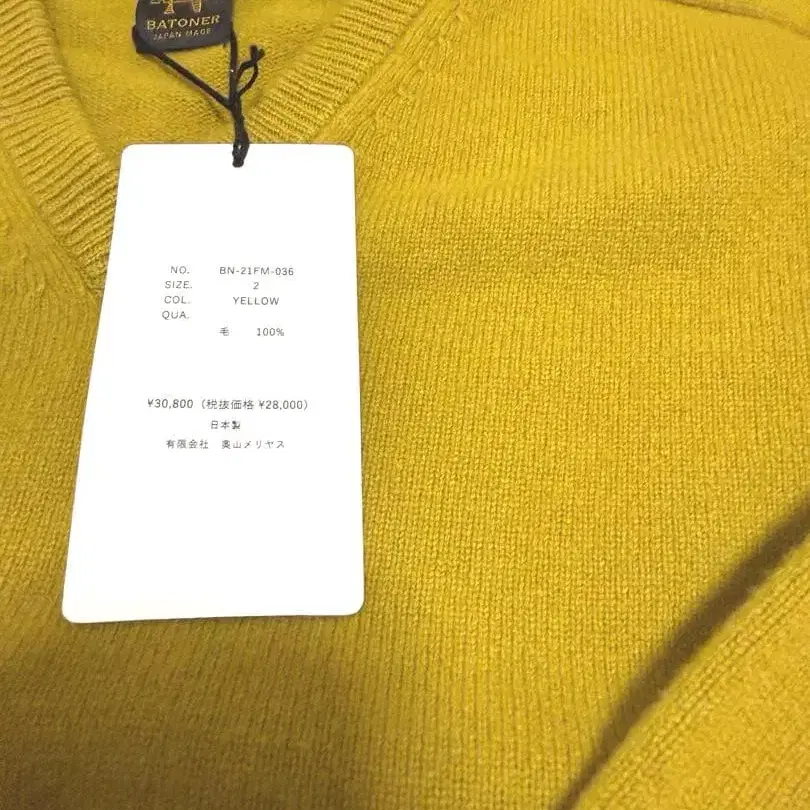 BATONER
JAPAN MADE
NO. BN-21FM-036
SIZE. 2
COL. YELLOW
QUA.
毛 100%
¥30,800（税抜価格 ¥28,000）
日本製
有限会社 奥山メリヤス